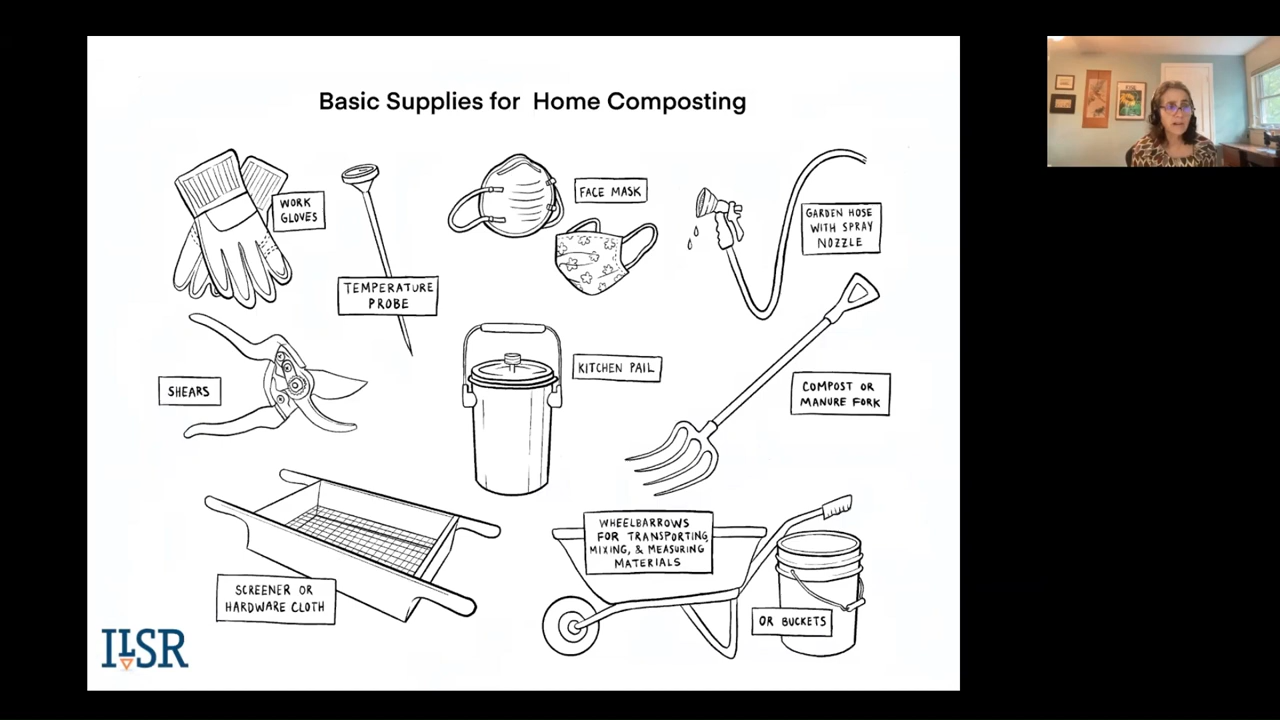 Basic Supplies for Home Composting
WORK
GLOVES
TEMPERATURE
PROBE
FACE MASK
GARDEN HOSE
WITH SPRAY
NOZZLE
SHEARS
KITCHEN PAIL
COMPOST OR
MANURE FORK
SCREENER OR
HARDWARE CLOTH
WHEELBARROWS
FOR TRANSPORTING,
MIXING, & MEASURING
MATERIALS
OR BUCKETS
ILSR